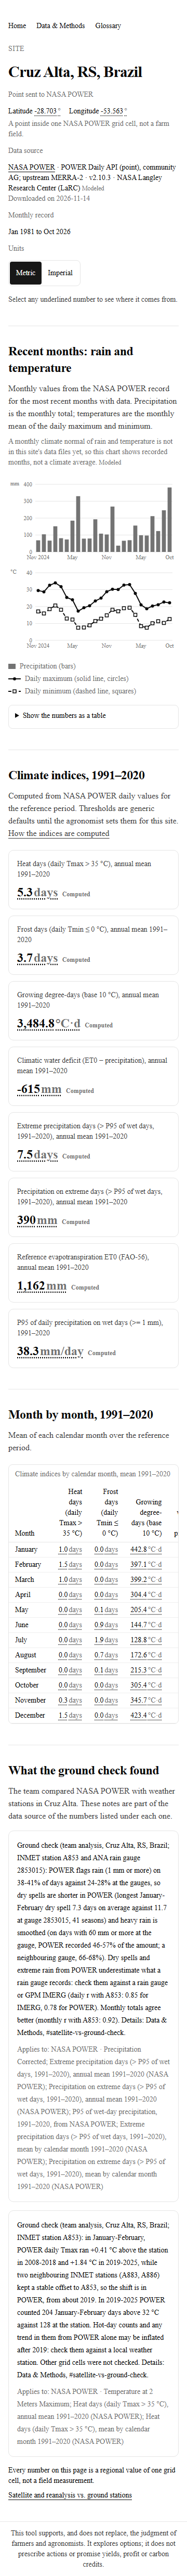 Home Data & Methods Glossary
SITE
Cruz Alta, RS, Brazil
Point sent to NASA POWER
Latitude -28.703° Longitude -53.563°
A point inside one NASA POWER grid cell, not a farm
field.
Data source
NASA POWER · POWER Daily API (point), community
AG; upstream MERRA-2 · v2.10.3 · NASA Langley
Research Center (LaRC) Modeled
Downloaded on 2026-11-14
Monthly record
Jan 1981 to Oct 2026
Units
Metric Imperial
Select any underlined number to see where it comes from.
Recent months: rain and
temperature
Monthly values from the NASA POWER record
for the most recent months with data. Precipitation
is the monthly total; temperatures are the monthly
mean of the daily maximum and minimum.
A monthly climate normal of rain and temperature is not
in this site's data files yet, so this chart shows recorded
months, not a climate average. Modeled
mm 400
300
200
100
0
Nov 2024 May Nov May Oct
°C 40
30
20
10
0
Nov 2024 May Nov May Oct
Precipitation (bars)
Daily maximum (solid line, circles)
Daily minimum (dashed line, squares)
Show the numbers as a table
Climate indices, 1991–2020
Computed from NASA POWER daily values for
the reference period. Thresholds are generic
defaults until the agronomist sets them for this site.
How the indices are computed
Heat days (daily Tmax > 35 °C), annual mean
1991–2020
5.3 days Computed
Frost days (daily Tmin ≤ 0 °C), annual mean 1991–
2020
3.7 days Computed
Growing degree-days (base 10 °C), annual mean
1991–2020
3,484.8 °C·d Computed
Climatic water deficit (ET0 − precipitation), annual
mean 1991–2020
-615 mm Computed
Extreme precipitation days (> P95 of wet days,
1991–2020), annual mean 1991–2020
7.5 days Computed
Precipitation on extreme days (> P95 of wet days,
1991–2020), annual mean 1991–2020
390 mm Computed
Reference evapotranspiration ET0 (FAO-56),
annual mean 1991–2020
1,162 mm Computed
P95 of daily precipitation on wet days (>= 1 mm),
1991–2020
38.3 mm/day Computed
Month by month, 1991–2020
Mean of each calendar month over the reference
period.
Climate indices by calendar month, mean 1991–2020
Heat Frost
days days Growing
(daily (daily degree-
Tmax > Tmin ≤ days (base
Month 35 °C) 0 °C) 10 °C)
January 1.0 days 0.0 days 442.8 °C·d
February 1.5 days 0.0 days 397.1 °C·d
March 1.0 days 0.0 days 399.2 °C·d
April 0.0 days 0.0 days 304.4 °C·d
May 0.0 days 0.1 days 205.4 °C·d
June 0.0 days 0.9 days 144.7 °C·d
July 0.0 days 1.9 days 128.8 °C·d
August 0.0 days 0.7 days 172.6 °C·d
September 0.0 days 0.1 days 215.3 °C·d
October 0.0 days 0.0 days 305.4 °C·d
November 0.3 days 0.0 days 345.7 °C·d
December 1.5 days 0.0 days 423.4 °C·d
What the ground check found
The team compared NASA POWER with weather
stations in Cruz Alta. These notes are part of the
data source of the numbers listed under each one.
Ground check (team analysis, Cruz Alta, RS, Brazil;
INMET station A853 and ANA rain gauge
2853015): POWER flags rain (1 mm or more) on
38-41% of days against 24-28% at the gauges, so
dry spells are shorter in POWER (longest January-
February dry spell 7.3 days on average against 11.7
at gauge 2853015, 41 seasons) and heavy rain is
smoothed (on days with 60 mm or more at the
gauge, POWER recorded 46-57% of the amount; a
neighbouring gauge, 66-68%). Dry spells and
extreme rain from POWER underestimate what a
rain gauge records: check them against a rain gauge
or GPM IMERG (daily r with A853: 0.85 for
IMERG, 0.78 for POWER). Monthly totals agree
better (monthly r with A853: 0.92). Details: Data &
Methods, #satellite-vs-ground-check.
Applies to: NASA POWER · Precipitation
Corrected; Extreme precipitation days (> P95 of wet
days, 1991–2020), annual mean 1991–2020 (NASA
POWER); Precipitation on extreme days (> P95 of
wet days, 1991–2020), annual mean 1991–2020
(NASA POWER); P95 of wet-day precipitation,
1991–2020, from NASA POWER; Extreme
precipitation days (> P95 of wet days, 1991–2020),
mean by calendar month 1991–2020 (NASA
POWER); Precipitation on extreme days (> P95 of
wet days, 1991–2020), mean by calendar month
1991–2020 (NASA POWER)
Ground check (team analysis, Cruz Alta, RS, Brazil;
INMET station A853): in January-February,
POWER daily Tmax ran +0.41 °C above the station
in 2008-2018 and +1.84 °C in 2019-2025, while
two neighbouring INMET stations (A883, A886)
kept a stable offset to A853, so the shift is in
POWER, from about 2019. In 2019-2025 POWER
counted 204 January-February days above 32 °C
against 128 at the station. Hot-day counts and any
trend in them from POWER alone may be inflated
after 2019: check them against a local weather
station. Other grid cells were not checked. Details:
Data & Methods, #satellite-vs-ground-check.
Applies to: NASA POWER · Temperature at 2
Meters Maximum; Heat days (daily Tmax > 35 °C),
annual mean 1991–2020 (NASA POWER); Heat
days (daily Tmax > 35 °C), mean by calendar
month 1991–2020 (NASA POWER)
Every number on this page is a regional value of one grid
cell, not a field measurement.
Satellite and reanalysis vs. ground stations
This tool supports, and does not replace, the judgment of
farmers and agronomists. It explores options; it does not
prescribe actions or promise yields, profit or carbon
credits.